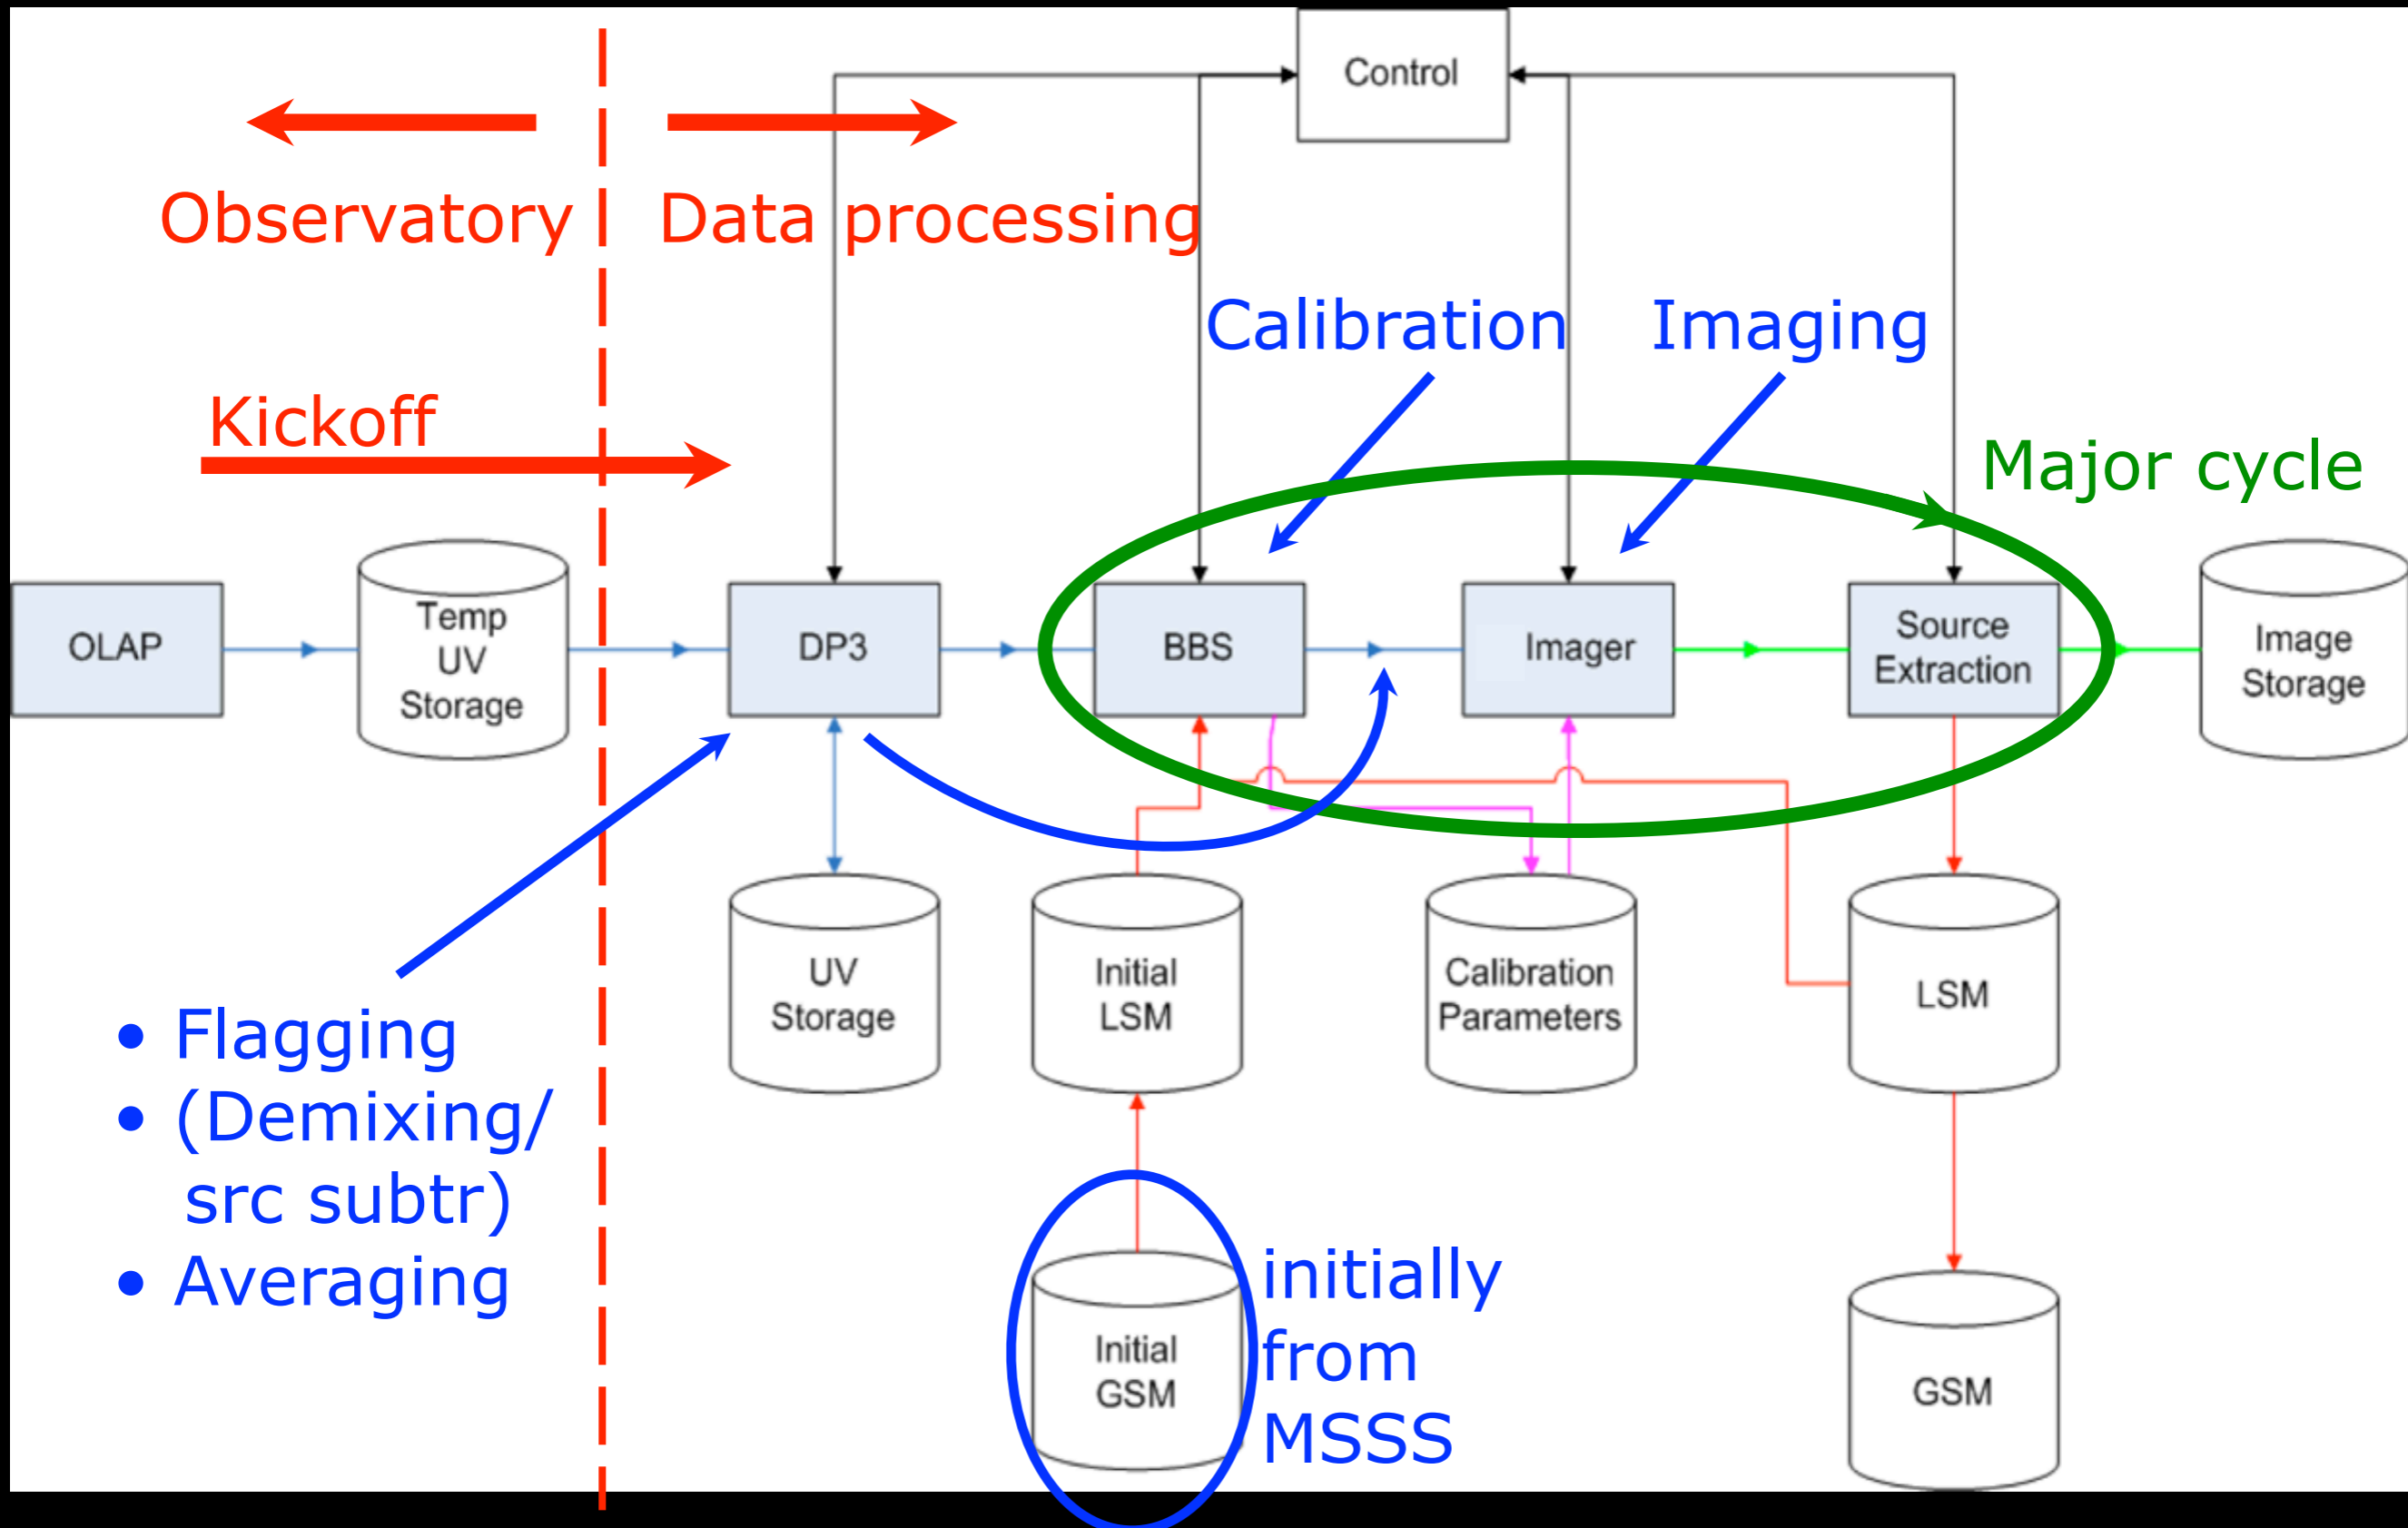 Control
Observatory
Data processing
Calibration
Imaging
Kickoff
Major cycle
OLAP
Temp
UV
Storage
DP3
BBS
Imager
Source
Extraction
Image
Storage
UV
Storage
Initial
LSM
Calibration
Parameters
LSM
• Flagging
• (Demixing/
src subtr)
• Averaging
Initial
GSM
initially
from
MSSS
GSM